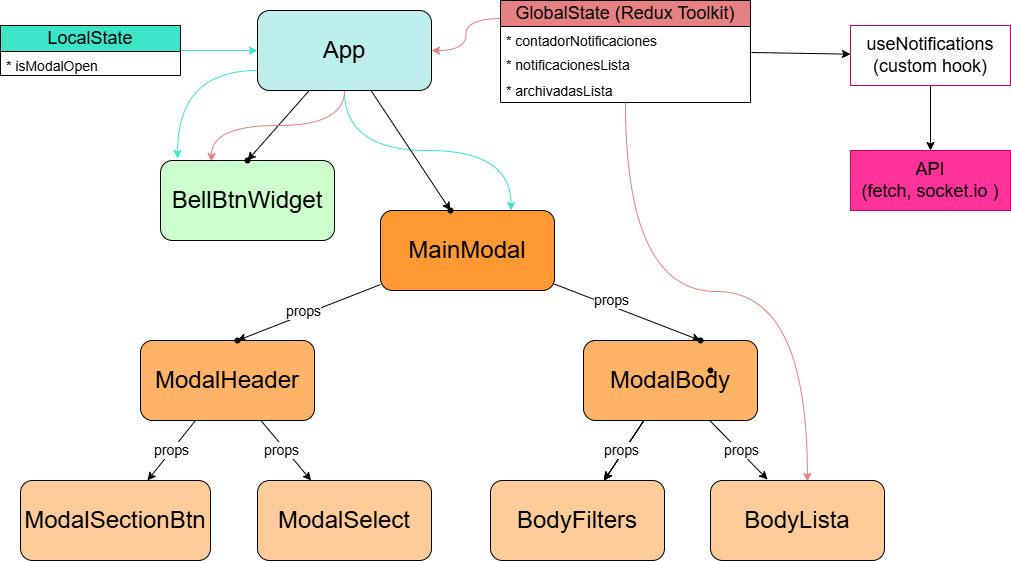 LocalState
* isModalOpen
App
GlobalState (Redux Toolkit)
* contadorNotificaciones
* notificacionesLista
* archivadasLista
useNotifications
(custom hook)
API
(fetch, socket.io )
BellBtnWidget
MainModal
props
props
ModalHeader
ModalBody
props
props
props
props
ModalSectionBtn
ModalSelect
BodyFilters
BodyLista